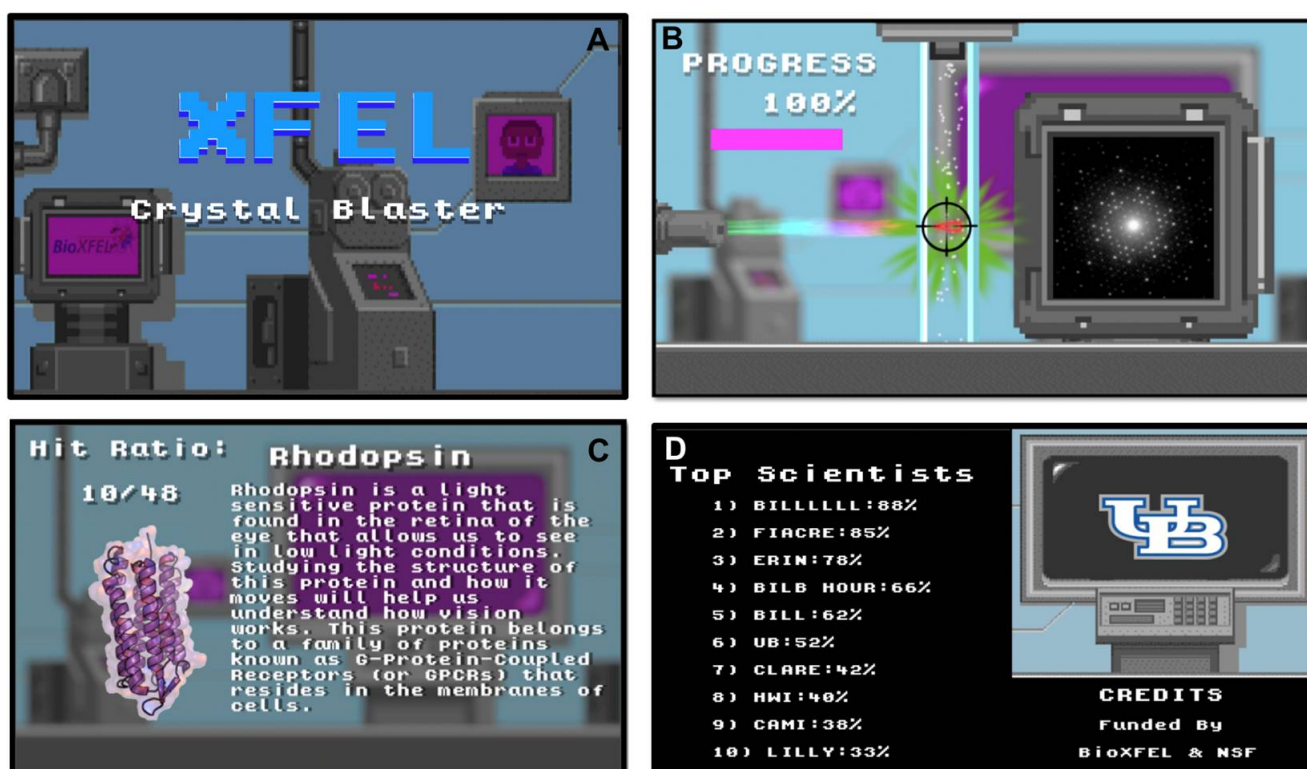 A
XFEL
Crystal Blaster
BioXFEL
B
PROGRESS
100%
C
Hit Ratio:
10/48
Rhodopsin
Rhodopsin is a light
sensitive protein that is
found in the retina of the
eye that allows us to see
in low light conditions.
Studying the structure of
this protein and how it
moves will help us
understand how vision
works. This protein belongs
to a family of proteins
known as G-Protein-Coupled
Receptors (or GPCRs) that
resides in the membranes of
cells.
D
Top Scientists
1) BILLLLLL:88%
2) FIACRE:85%
3) ERIN:78%
4) BILB HOUR:66%
5) BILL:62%
6) UB:52%
7) CLARE:42%
8) HWI:40%
9) CAMI:38%
10) LILLY:33%
UB
CREDITS
Funded By
BioXFEL & NSF